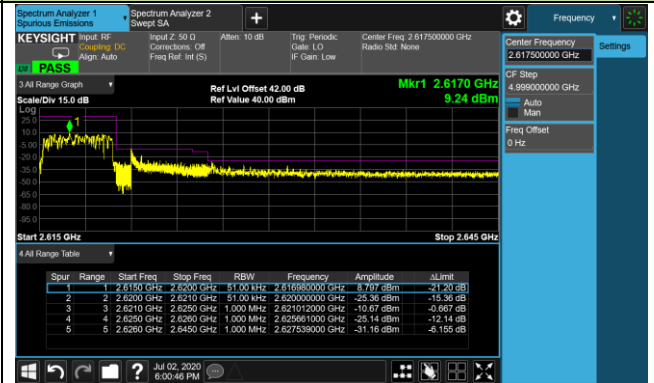 Spectrum Analyzer 1
Spurious Emissions
Spectrum Analyzer 2
Swept SA
+
Frequency
KEYSIGHT
Input: RF
Coupling: DC
Align: Auto
Input Z: 50 Ω
Corrections: Off
Freq Ref: Int (S)
Atten: 10 dB
Trig: Periodic
Gate: LO
IF Gain: Low
Center Freq: 2.617500000 GHz
Radio Std: None
PASS
Center Frequency
2.617500000 GHz
Settings
CF Step
4.999000000 GHz
Auto
Man
Freq Offset
0 Hz
3 All Range Graph
Scale/Div 15.0 dB
Ref Lvl Offset 42.00 dB
Ref Value 40.00 dBm
Mkr1 2.6170 GHz
9.24 dBm
Log
25.0
10.0
-5.00
-20.0
-35.0
-50.0
-65.0
-80.0
-95.0
1
Start 2.615 GHz
Stop 2.645 GHz
4 All Range Table
Spur Range Start Freq Stop Freq RBW Frequency Amplitude ΔLimit
1 1 2.6150 GHz 2.6200 GHz 51.00 kHz 2.616980000 GHz 8.797 dBm -21.20 dB
2 2 2.6200 GHz 2.6210 GHz 51.00 kHz 2.620000000 GHz -25.36 dBm -15.36 dB
3 3 2.6210 GHz 2.6250 GHz 1.000 MHz 2.621012000 GHz -10.67 dBm -0.667 dB
4 4 2.6250 GHz 2.6260 GHz 1.000 MHz 2.625661000 GHz -25.14 dBm -12.14 dB
5 5 2.6260 GHz 2.6450 GHz 1.000 MHz 2.627539000 GHz -31.16 dBm -6.155 dB
?
Jul 02, 2020
6:00:46 PM